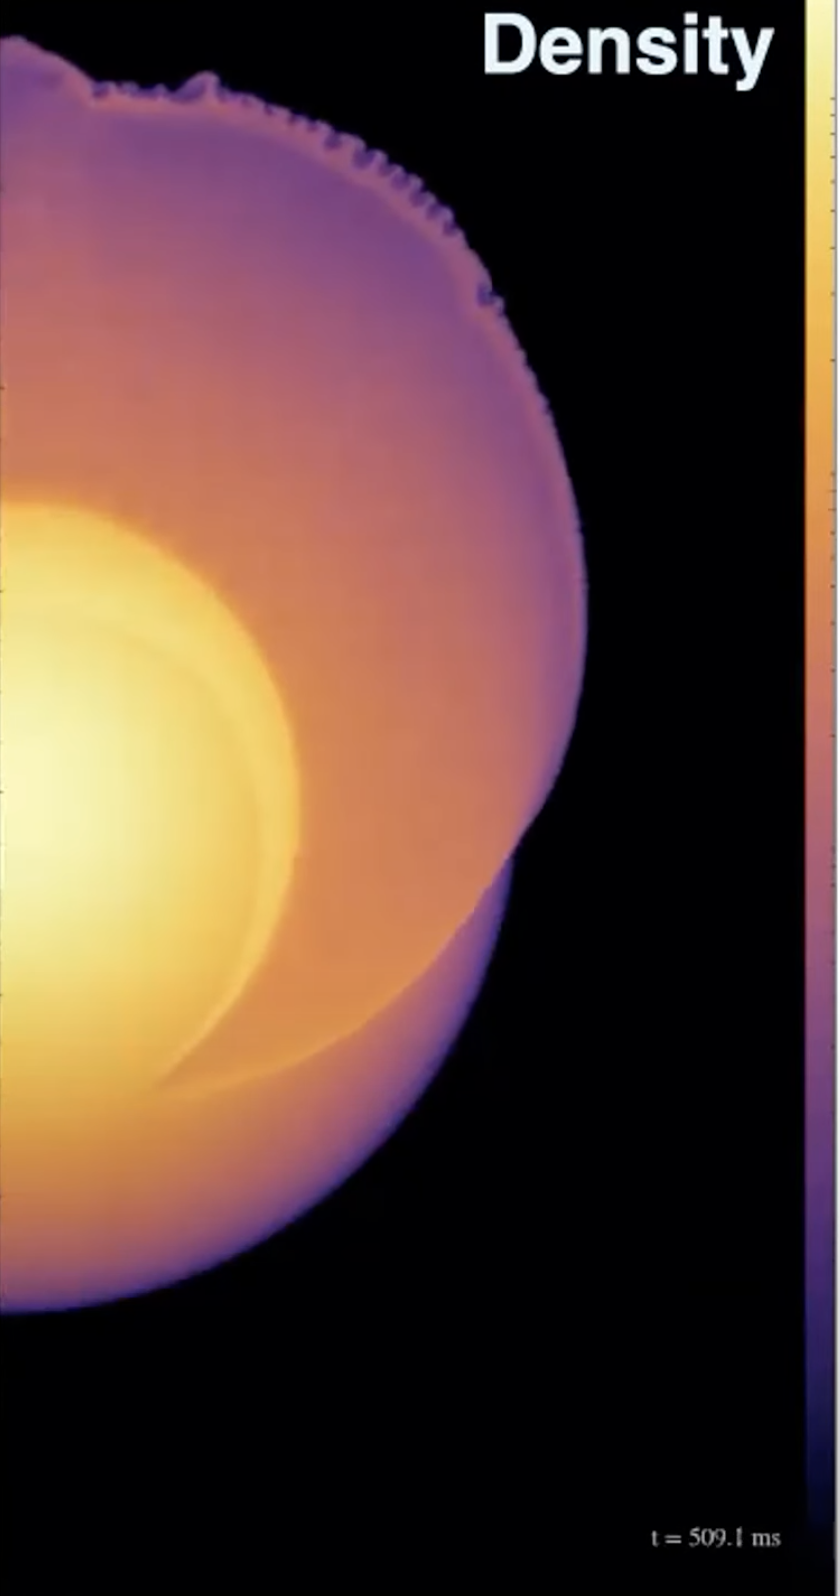 Density
t = 509.1 ms